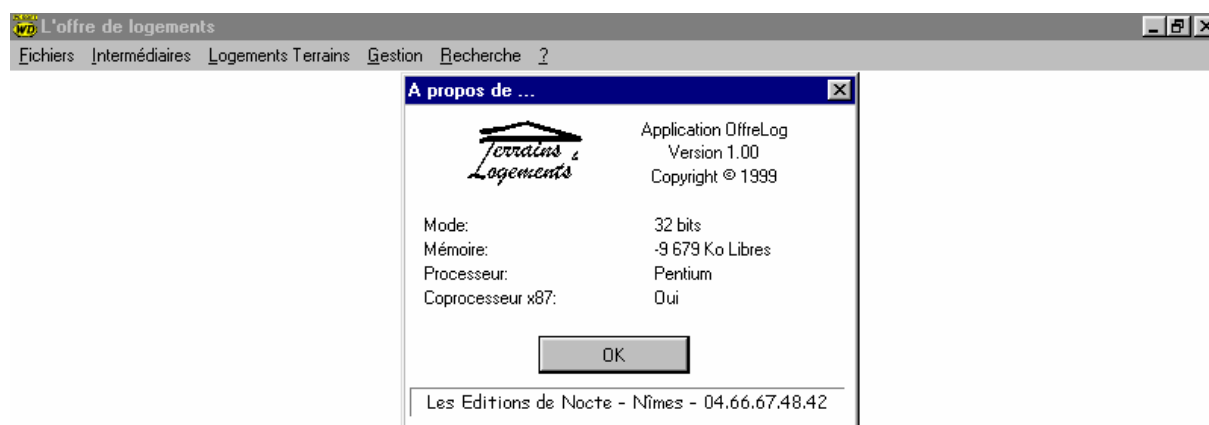 L'offre de logements
Fichiers Intermédiaires Logements Terrains Gestion Recherche ?
A propos de ...
Terrains &
Logements
Application OffreLog
Version 1.00
Copyright © 1999
Mode: 32 bits
Mémoire: -9 679 Ko Libres
Processeur: Pentium
Coprocesseur x87: Oui
OK
Les Editions de Nocte - Nîmes - 04.66.67.48.42